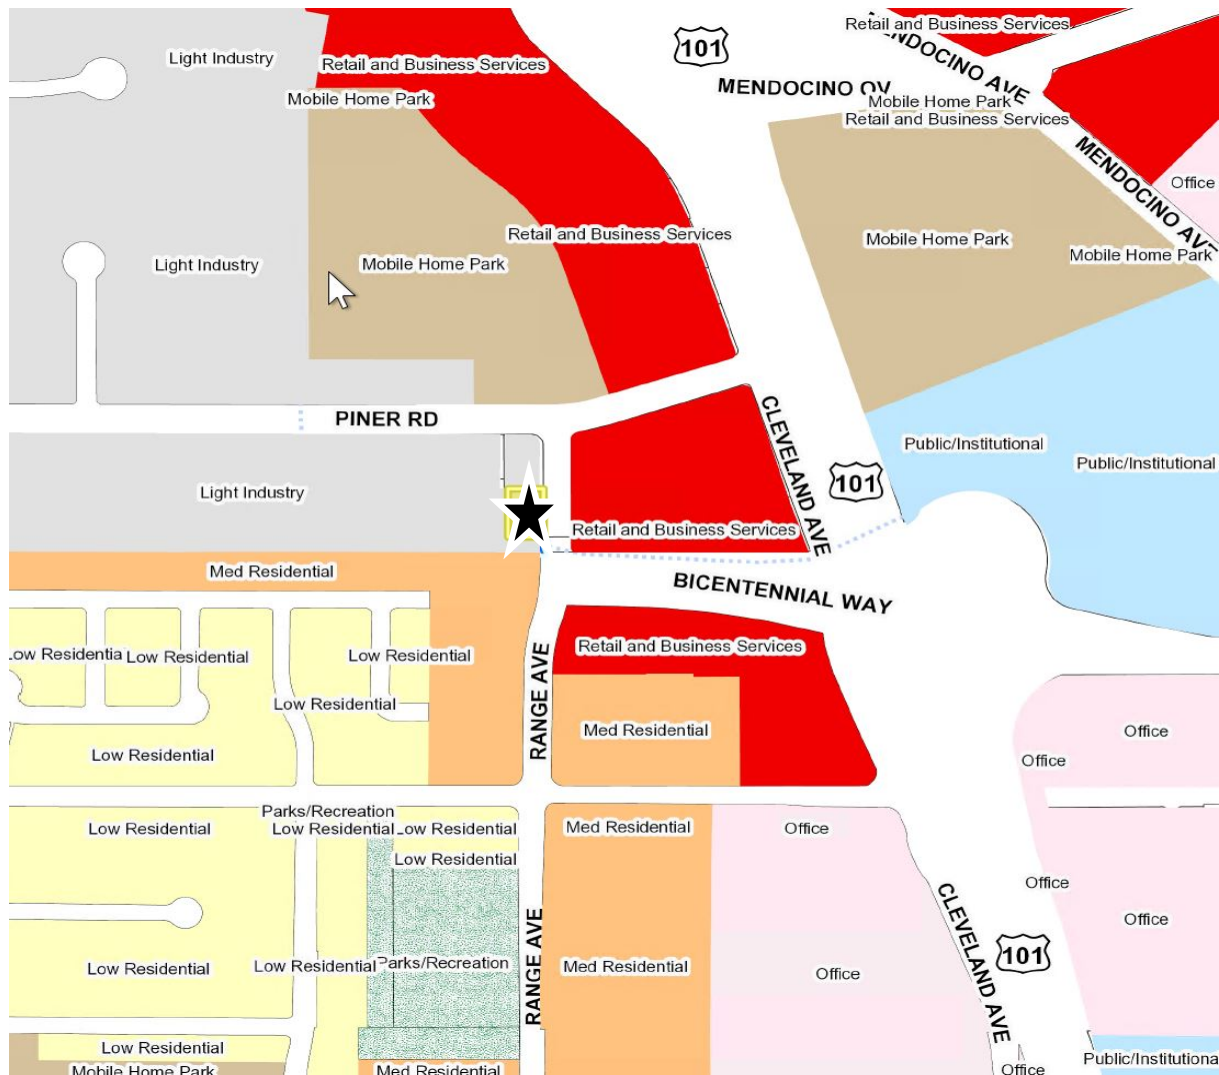 Retail and Business Services
101
Light Industry
Retail and Business Services
MENDOCINO AVE
MENDOCINO OV
Mobile Home Park
Mobile Home Park
Retail and Business Services
MENDOCINO AVE
Office
Retail and Business Services
Mobile Home Park
Mobile Home Park
Light Industry
Mobile Home Park
PINER RD
CLEVELAND AVE
Public/Institutional
Public/Institutional
101
Light Industry
Retail and Business Services
Med Residential
BICENTENNIAL WAY
Retail and Business Services
Low Residentia
Low Residential
Low Residential
RANGE AVE
Low Residential
Med Residential
Office
Low Residential
Office
Parks/Recreation
Low Residential
Low Residential
Low Residential
Med Residential
Office
Low Residential
Office
CLEVELAND AVE
Office
RANGE AVE
101
Low Residential
Low Residential
Parks/Recreation
Med Residential
Office
Low Residential
Public/Institutiona
Mobile Home Park
Med Residential
Office